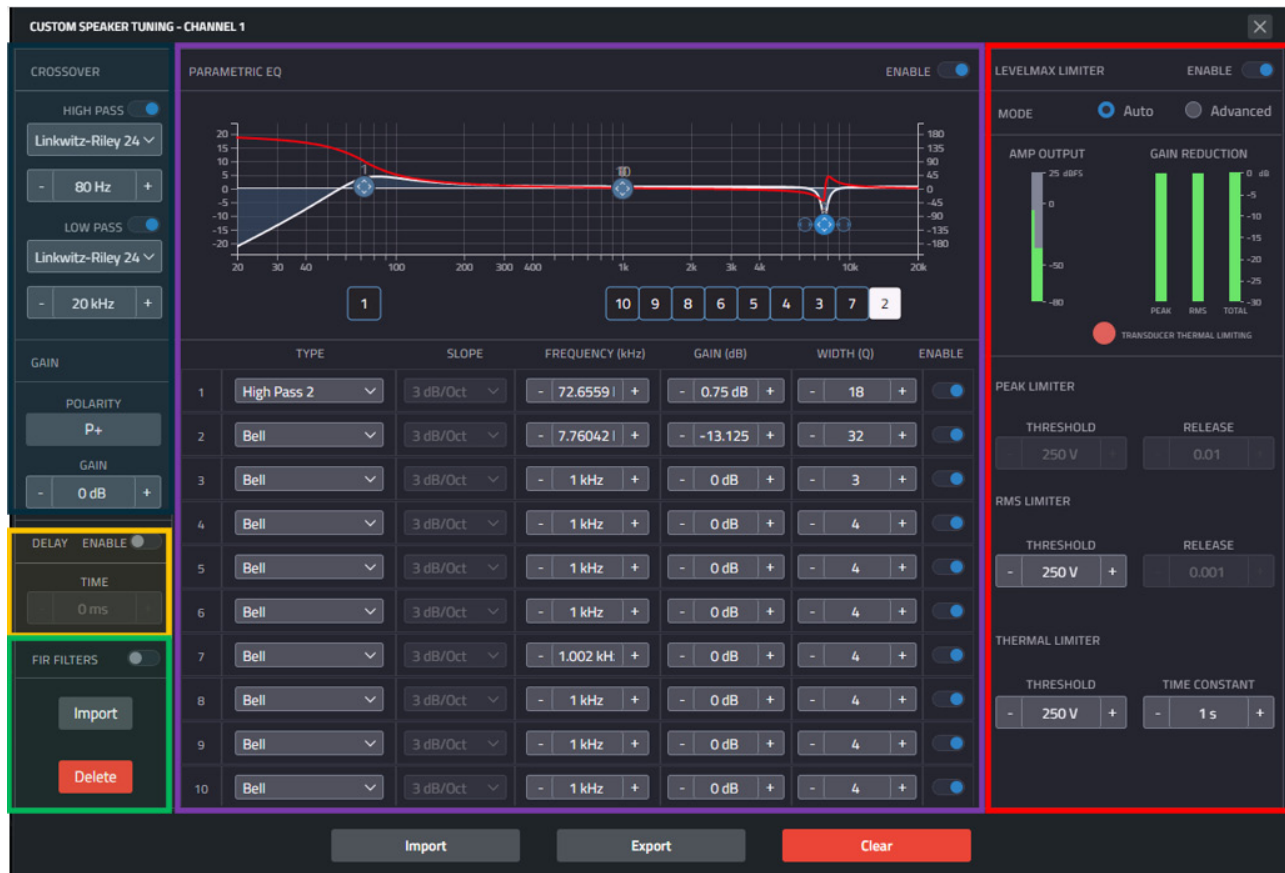 CUSTOM SPEAKER TUNING - CHANNEL 1
CROSSOVER
HIGH PASS
Linkwitz-Riley 24
- 80 Hz +
LOW PASS
Linkwitz-Riley 24
- 20 kHz +
GAIN
POLARITY
P+
GAIN
- 0 dB +
DELAY ENABLE
TIME
- 0 ms +
FIR FILTERS
Import
Delete
PARAMETRIC EQ ENABLE
20
15
10
5
0
-5
-10
-15
-20
180
135
90
45
0
-45
-90
-135
-180
1
20 30 40 100 200 300 400 1k 2k 3k 4k 10k 20k
1 10 9 8 6 5 4 3 7 2
TYPE SLOPE FREQUENCY (kHz) GAIN (dB) WIDTH (Q) ENABLE
1 High Pass 2 3 dB/Oct - 72.6559 + - 0.75 dB + - 18 +
2 Bell 3 dB/Oct - 7.76042 + - -13.125 + - 32 +
3 Bell 3 dB/Oct - 1 kHz + - 0 dB + - 3 +
4 Bell 3 dB/Oct - 1 kHz + - 0 dB + - 4 +
5 Bell 3 dB/Oct - 1 kHz + - 0 dB + - 4 +
6 Bell 3 dB/Oct - 1 kHz + - 0 dB + - 4 +
7 Bell 3 dB/Oct - 1.002 kH + - 0 dB + - 4 +
8 Bell 3 dB/Oct - 1 kHz + - 0 dB + - 4 +
9 Bell 3 dB/Oct - 1 kHz + - 0 dB + - 4 +
10 Bell 3 dB/Oct - 1 kHz + - 0 dB + - 4 +
LEVELMAX LIMITER ENABLE
MODE Auto Advanced
AMP OUTPUT GAIN REDUCTION
25 dBFS
0
-50
-80
0 dB
-5
-10
-15
-20
-25
-30
PEAK RMS TOTAL
TRANSDUCER THERMAL LIMITING
PEAK LIMITER
THRESHOLD RELEASE
- 250 V + - 0.01 +
RMS LIMITER
THRESHOLD RELEASE
- 250 V + - 0.001 +
THERMAL LIMITER
THRESHOLD TIME CONSTANT
- 250 V + - 1 s +
Import Export Clear